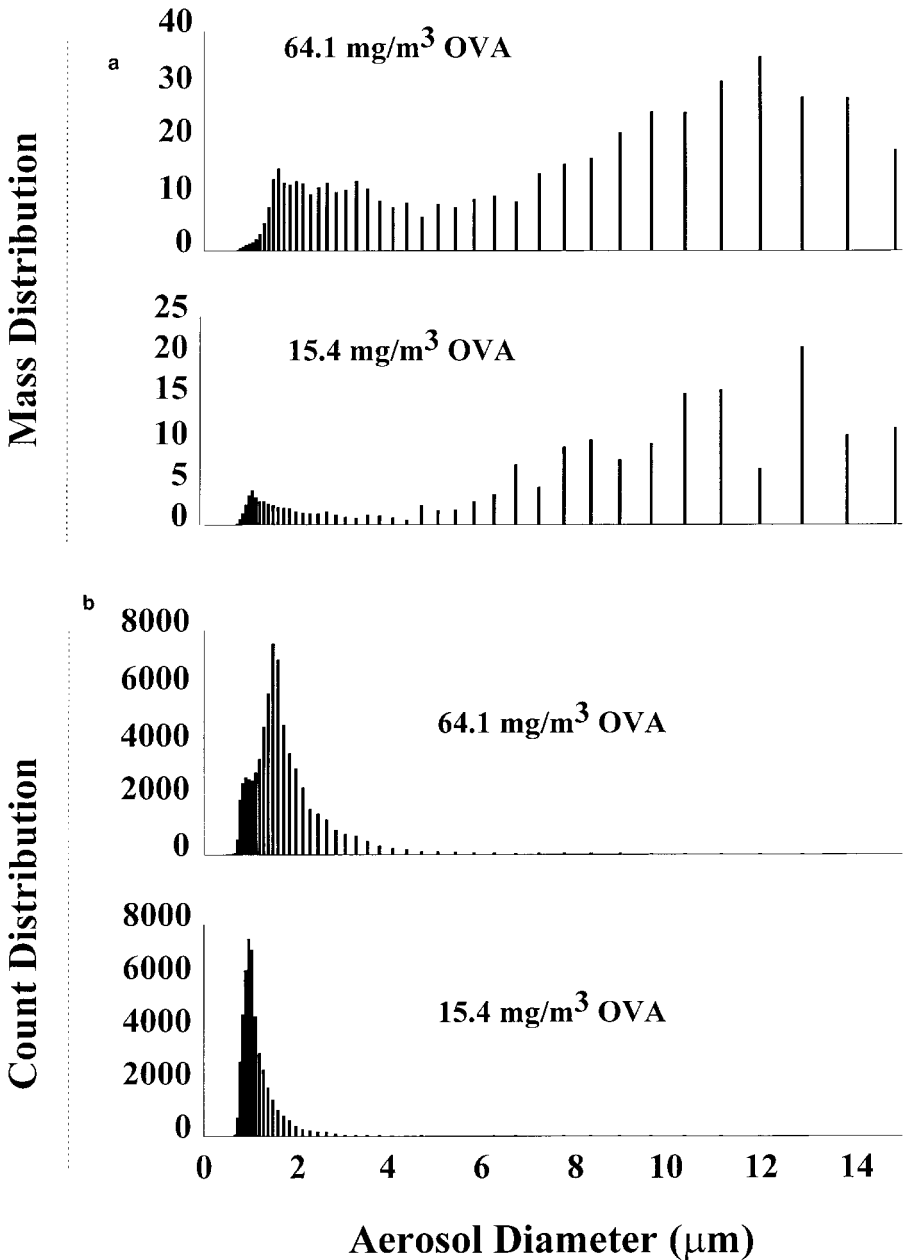 Mass Distribution
a
40
30
20
10
0
64.1 mg/m³ OVA
25
20
15
10
5
0
15.4 mg/m³ OVA
Count Distribution
b
8000
6000
4000
2000
0
64.1 mg/m³ OVA
8000
6000
4000
2000
0
15.4 mg/m³ OVA
0 2 4 6 8 10 12 14
Aerosol Diameter (μm)